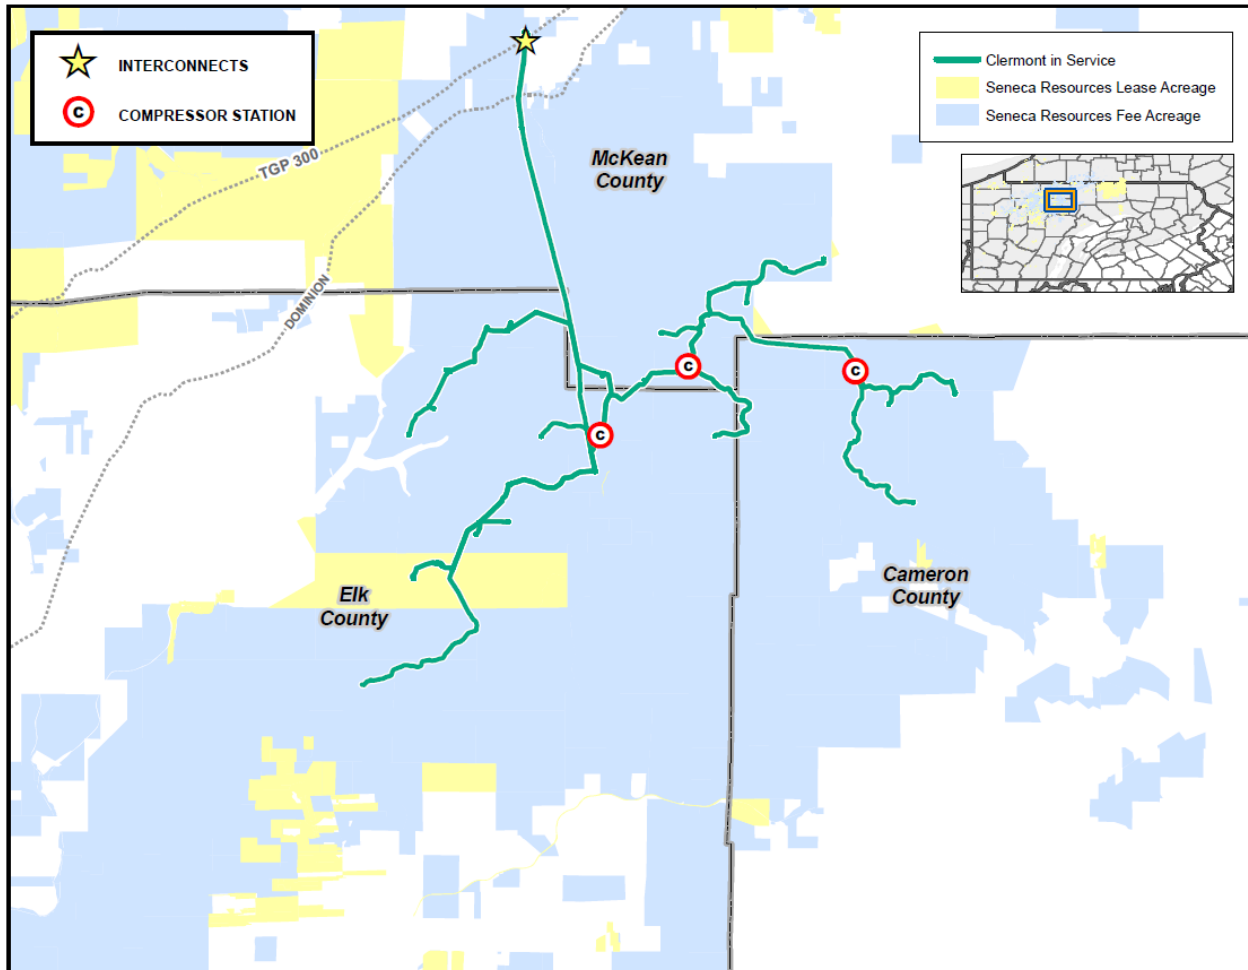 INTERCONNECTS
C
COMPRESSOR STATION
Clermont in Service
Seneca Resources Lease Acreage
Seneca Resources Fee Acreage
TGP 300
McKean
County
DOMINION
C
C
C
Elk
County
Cameron
County